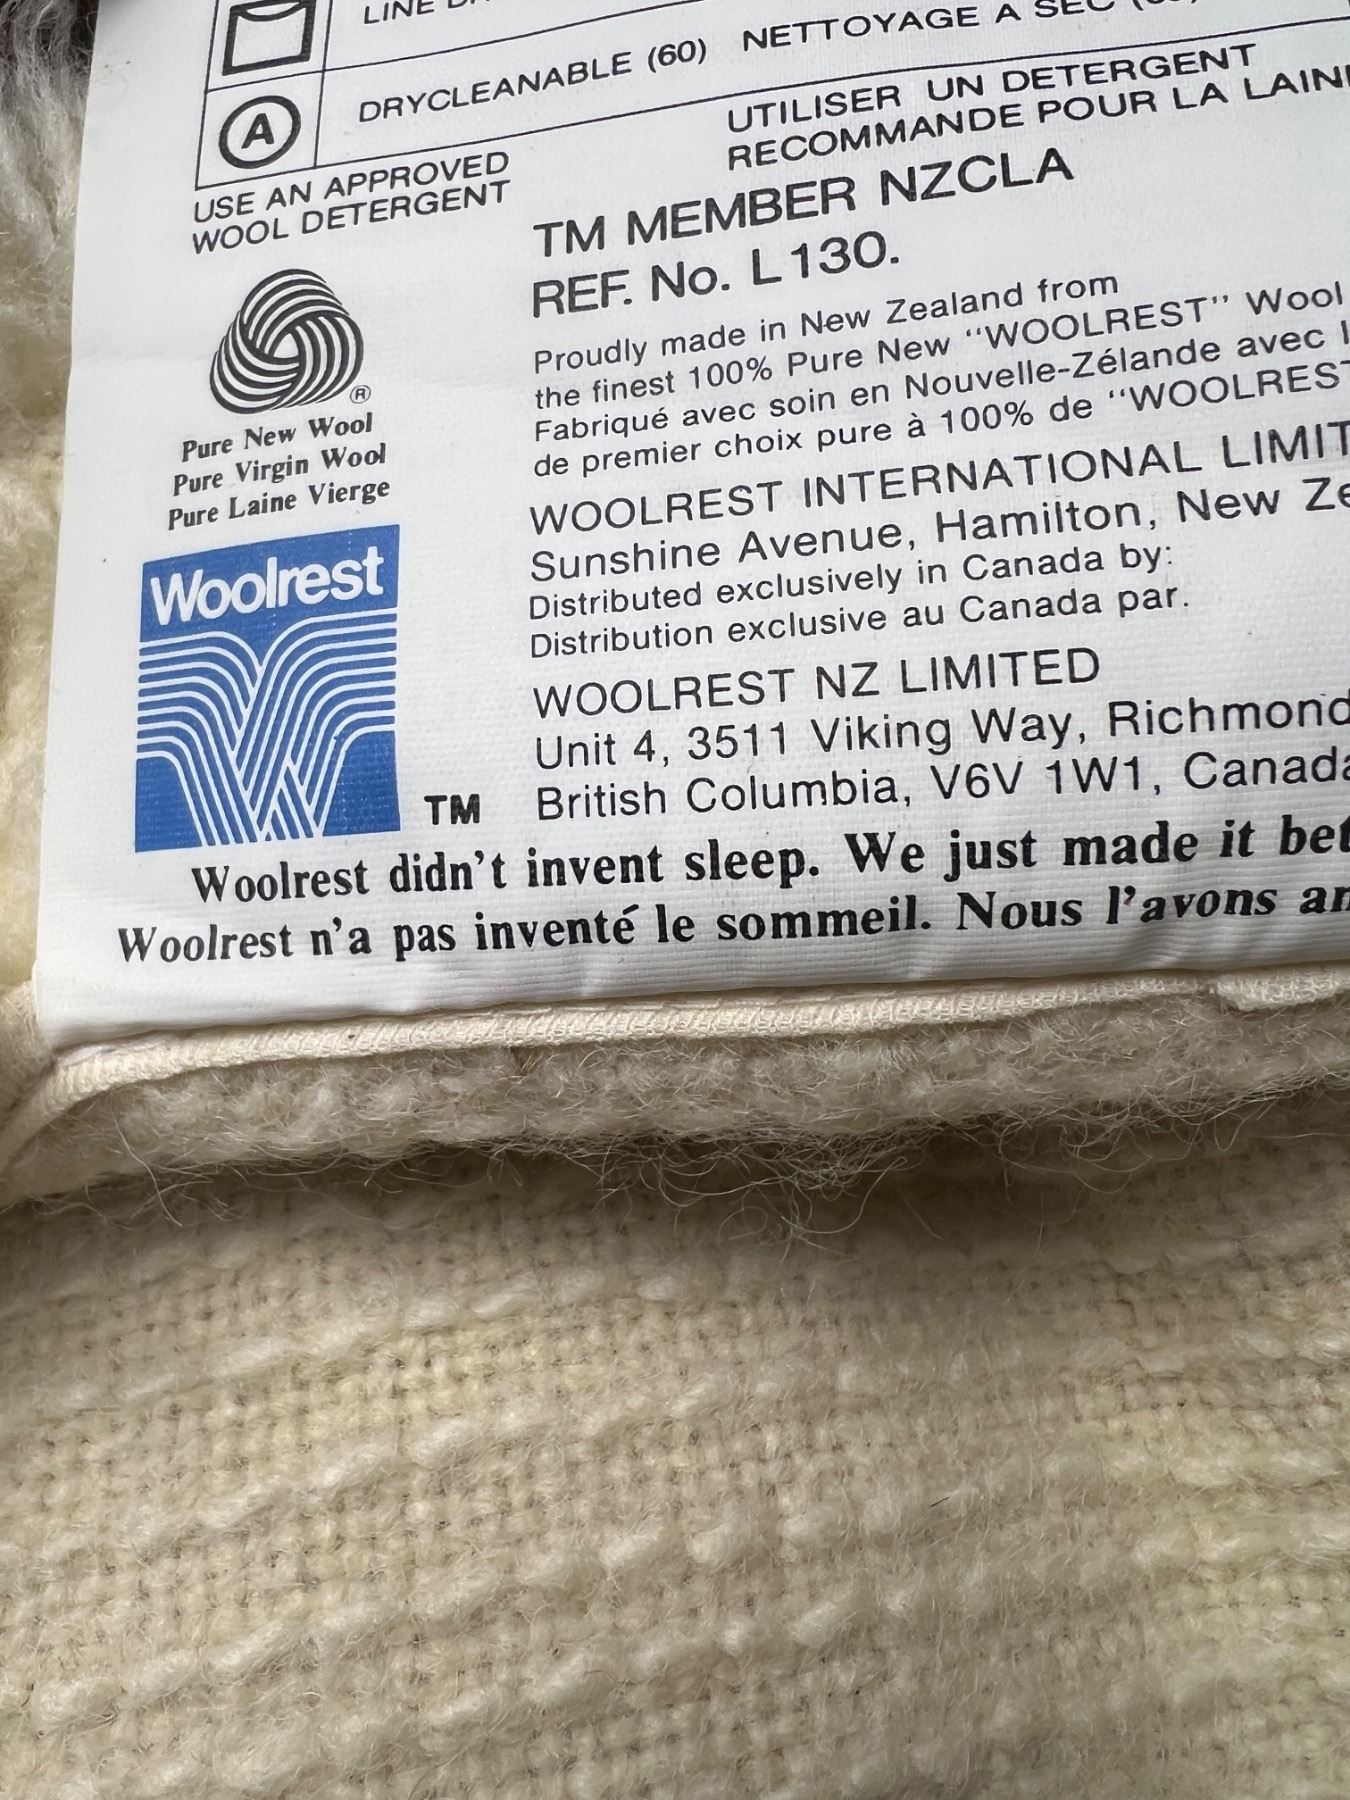 LINE
DRYCLEANABLE (60) NETTOYAGE A SEC
A
USE AN APPROVED
WOOL DETERGENT
UTILISER UN DETERGENT
RECOMMANDE POUR LA
TM MEMBER NZCLA
REF. No. L130.
®
Pure New Wool
Pure Virgin Wool
Pure Laine Vierge
Proudly made in New Zealand from
the finest 100% Pure New "WOOLREST" Wool
Fabriqué avec soin en Nouvelle-Zélande avec
de premier choix pure à 100% de "WOOLREST
WOOLREST INTERNATIONAL
Sunshine Avenue, Hamilton, New
Distributed exclusively in Canada by:
Distribution exclusive au Canada par.
Woolrest
TM
WOOLREST NZ LIMITED
Unit 4, 3511 Viking Way, Richmond
British Columbia, V6V 1W1, Canada
Woolrest didn't invent sleep. We just made it
Woolrest n'a pas inventé le sommeil. Nous l'avons